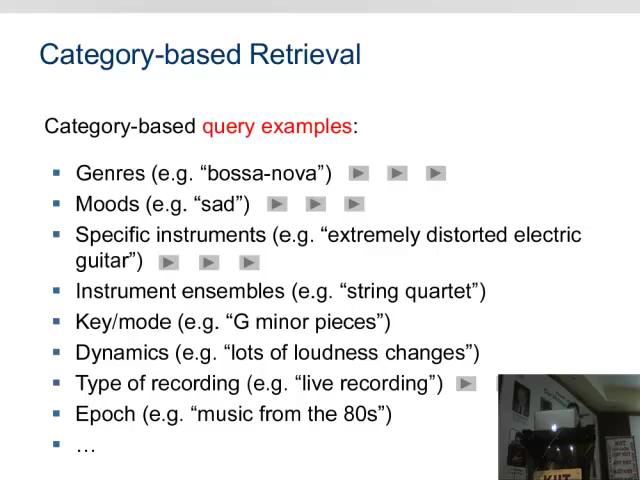 Category-based Retrieval
Category-based query examples:
▪ Genres (e.g. “bossa-nova”)
▪ Moods (e.g. “sad”)
▪ Specific instruments (e.g. “extremely distorted electric
guitar”)
▪ Instrument ensembles (e.g. “string quartet”)
▪ Key/mode (e.g. “G minor pieces”)
▪ Dynamics (e.g. “lots of loudness changes”)
▪ Type of recording (e.g. “live recording”)
▪ Epoch (e.g. “music from the 80s”)
▪ …